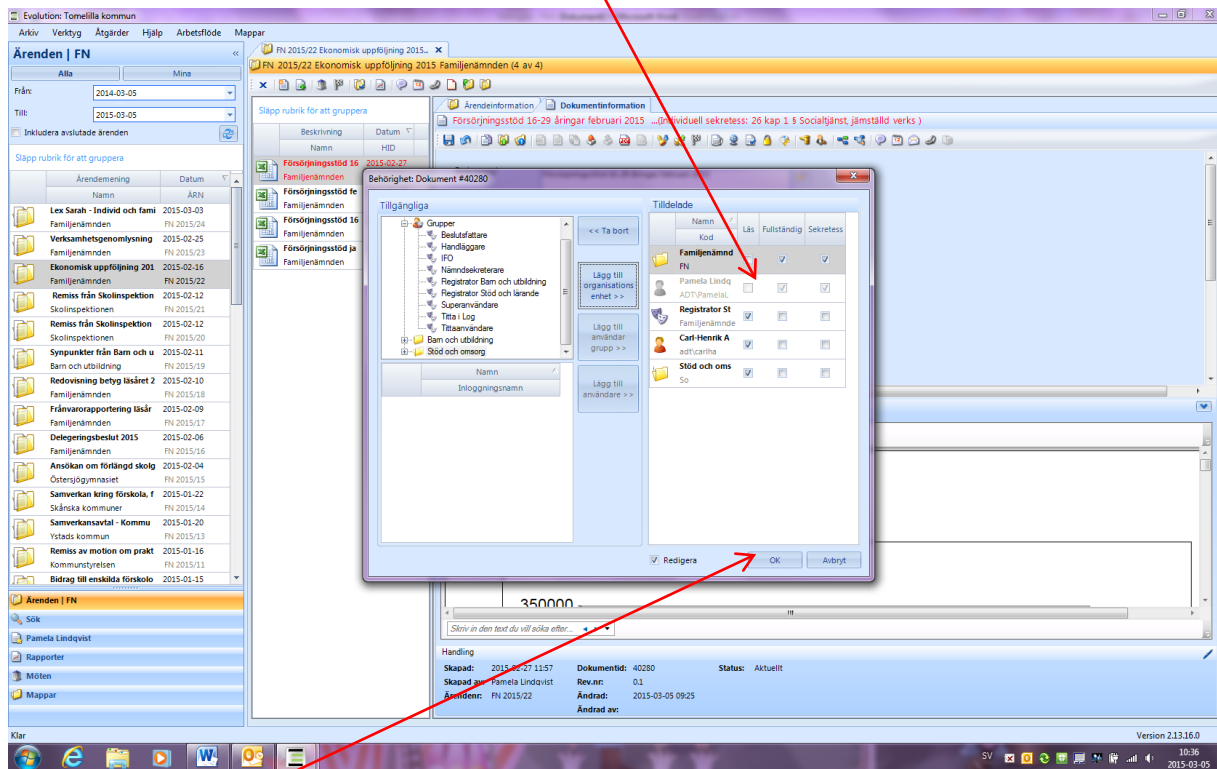 Evolution: Tomelilla kommun
Arkiv Verktyg Åtgärder Hjälp Arbetsflöde Mappar
Ärenden | FN
Alla Mina
Från: 2014-03-05
Till: 2015-03-05
Inkludera avslutade ärenden
Släpp rubrik för att gruppera
Ärendemening Datum
Namn ÄRN
Lex Sarah - Individ och fami 2015-03-03
Familjenämnden FN 2015/24
Verksamhetsgenomlysning 2015-02-25
Familjenämnden FN 2015/23
Ekonomisk uppföljning 201 2015-02-16
Familjenämnden FN 2015/22
Remiss från Skolinspektion 2015-02-12
Skolinspektionen FN 2015/21
Remiss från Skolinspektion 2015-02-12
Skolinspektionen FN 2015/20
Synpunkter från Barn och u 2015-02-11
Barn och utbildning FN 2015/19
Redovisning betyg läsåret 2 2015-02-10
Familjenämnden FN 2015/18
Frånvarorapportering läsår 2015-02-09
Familjenämnden FN 2015/17
Delegeringsbeslut 2015 2015-02-06
Familjenämnden FN 2015/16
Ansökan om förlängd skolg 2015-02-04
Östersjögymnasiet FN 2015/15
Samverkan kring förskola, f 2015-01-22
Skånska kommuner FN 2015/14
Samverkansavtal - Kommu 2015-01-20
Ystads kommun FN 2015/13
Remiss av motion om prakt 2015-01-16
Kommunstyrelsen FN 2015/11
Bidrag till enskilda förskolo 2015-01-15
Ärenden | FN
Sök
Pamela Lindqvist
Rapporter
Möten
Mappar
Klar
FN 2015/22 Ekonomisk uppföljning 2015...
FN 2015/22 Ekonomisk uppföljning 2015 Familjenämnden (4 av 4)
Släpp rubrik för att gruppera
Beskrivning Datum
Namn HID
Försörjningsstöd 16 2015-02-27
Familjenämnden
Försörjningsstöd fe
Familjenämnden
Försörjningsstöd 16
Familjenämnden
Försörjningsstöd ja
Familjenämnden
Ärendeinformation Dokumentinformation
Försörjningsstöd 16-29 åringar februari 2015 ...(Individuell sekretess: 26 kap 1 § Socialtjänst, jämställd verks )
Behörighet: Dokument #40280
Tillgängliga
Grupper
Beslutsfattare
Handläggare
IFO
Nämndsekreterare
Registrator Barn och utbildning
Registrator Stöd och lärande
Superanvändare
Titta i Log
Tittaanvändare
Barn och utbildning
Stöd och omsorg
Namn
Inloggningsnamn
<< Ta bort
Lägg till organisations enhet >>
Lägg till användar grupp >>
Lägg till användare >>
Tilldelade
Namn Läs Fullständig Sekretess
Kod
Familjenämnd
FN
Pamela Lindq
ADT\PamelaL
Registrator St
Familjenämnde
Carl-Henrik A
adt\carlha
Stöd och oms
So
Redigera OK Avbryt
350000
Skriv in den text du vill söka efter...
Handling
Skapad: 2015-02-27 11:57 Dokumentid: 40280 Status: Aktuellt
Skapad av: Pamela Lindqvist Rev.nr: 0.1
Ärendenr: FN 2015/22 Ändrad: 2015-03-05 09:25
Ändrad av:
Version 2.13.16.0
SV 10:36
2015-03-05